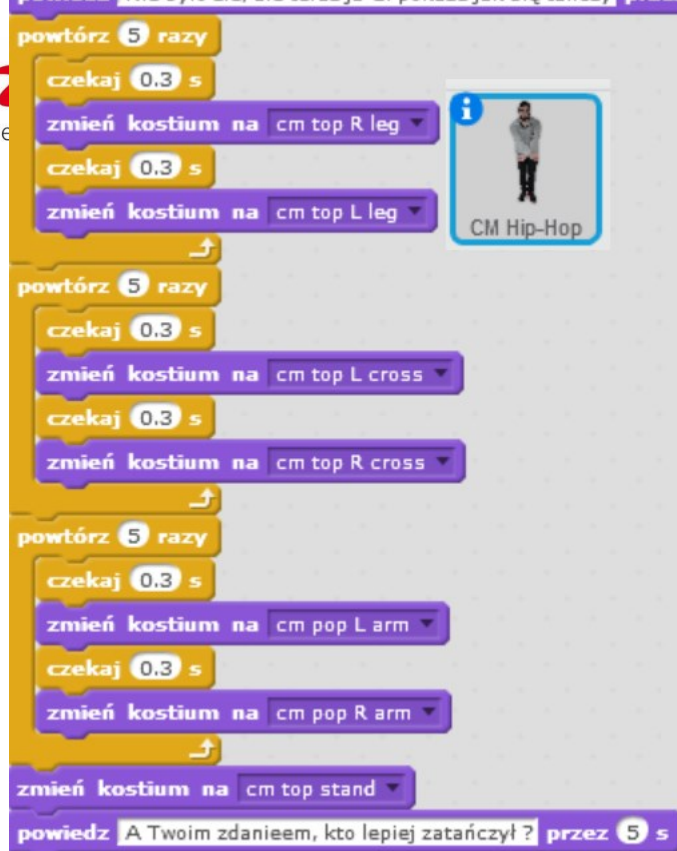 powtórz 5 razy
czekaj 0.3 s
zmień kostium na cm top R leg
czekaj 0.3 s
zmień kostium na cm top L leg
CM Hip-Hop
powtórz 5 razy
czekaj 0.3 s
zmień kostium na cm top L cross
czekaj 0.3 s
zmień kostium na cm top R cross
powtórz 5 razy
czekaj 0.3 s
zmień kostium na cm pop L arm
czekaj 0.3 s
zmień kostium na cm pop R arm
zmień kostium na cm top stand
powiedz A Twoim zdanieem, kto lepiej zatańczył ? przez 5 s